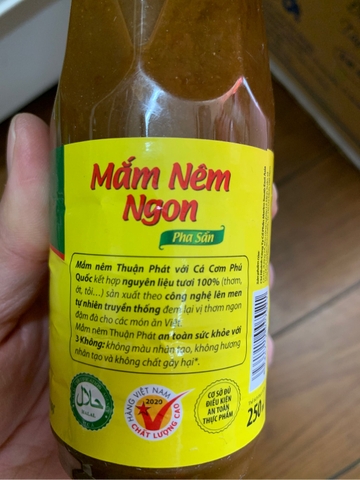 Mắm Nêm
Ngon
Pha Sẵn
Mắm nêm Thuận Phát với Cá Cơm Phú
Quốc kết hợp nguyên liệu tươi 100% (thơm,
ớt, tỏi...) sản xuất theo công nghệ lên men
tự nhiên truyền thống đem lại vị thơm ngon
đậm đà cho các món ăn Việt.
Mắm nêm Thuận Phát an toàn sức khỏe với
3 Không: không màu nhân tạo, không hương
nhân tạo và không chất gây hại*.
حلال
HALAL
HÀNG VIỆT NAM
2020
CHẤT LƯỢNG CAO
CƠ SỞ ĐỦ
ĐIỀU KIỆN
AN TOÀN
THỰC PHẨM
250